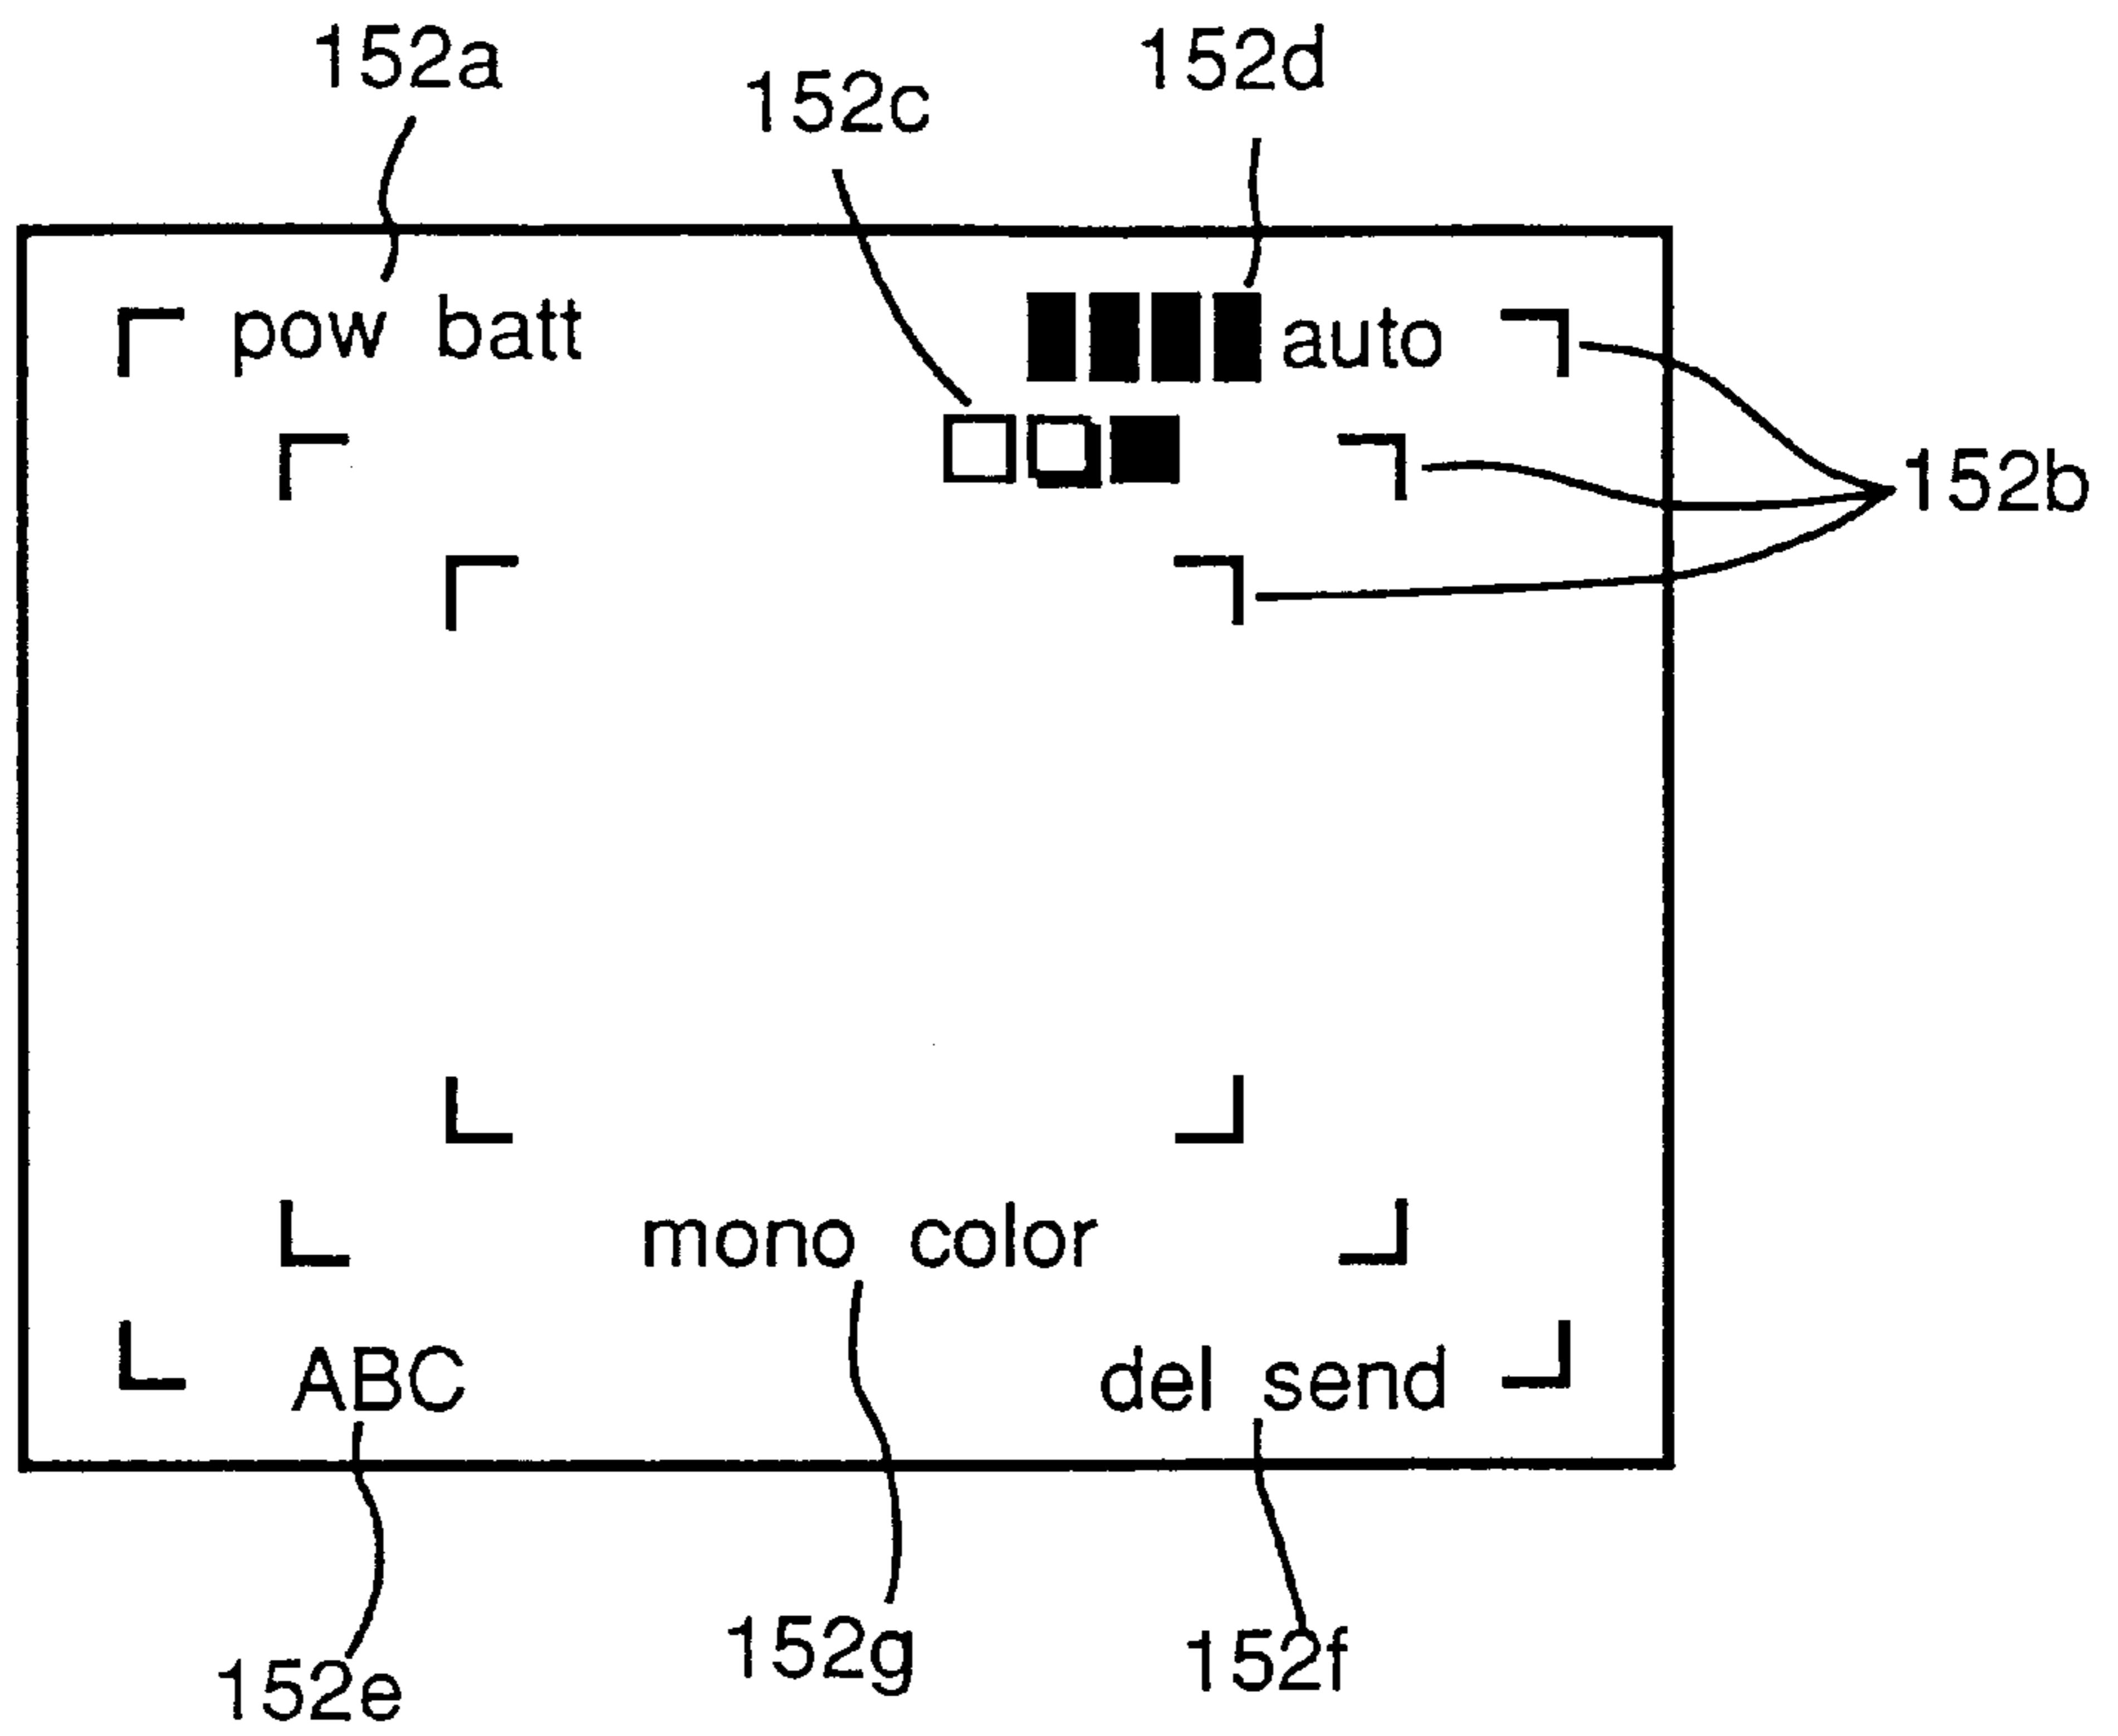 152a
152d
152c
pow batt
auto
152b
mono color
ABC
del send
152g
152f
152e